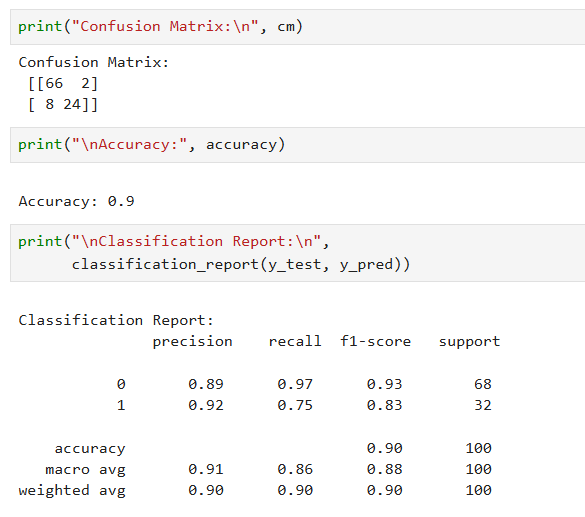 print("Confusion Matrix:\n", cm)
Confusion Matrix:
 [[66  2]
 [ 8 24]]
print("\nAccuracy:", accuracy)
Accuracy: 0.9
print("\nClassification Report:\n",
      classification_report(y_test, y_pred))
Classification Report:
               precision    recall  f1-score   support
           0       0.89      0.97      0.93        68
           1       0.92      0.75      0.83        32
    accuracy                           0.90       100
   macro avg       0.91      0.86      0.88       100
weighted avg       0.90      0.90      0.90       100